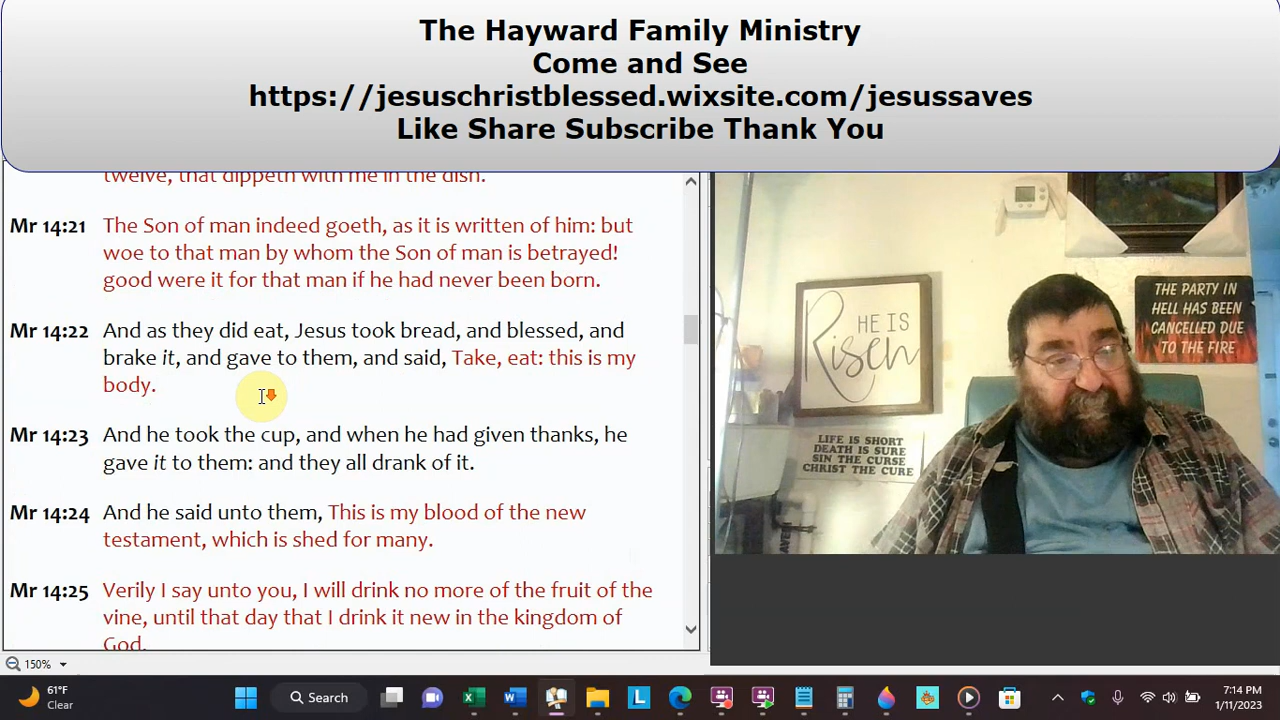 The Hayward Family Ministry
Come and See
https://jesuschristblessed.wixsite.com/jesussaves
Like Share Subscribe Thank You
twelve, that dippeth with me in the dish.
Mr 14:21 The Son of man indeed goeth, as it is written of him: but
woe to that man by whom the Son of man is betrayed!
good were it for that man if he had never been born.
Mr 14:22 And as they did eat, Jesus took bread, and blessed, and
brake it, and gave to them, and said, Take, eat: this is my
body.
Mr 14:23 And he took the cup, and when he had given thanks, he
gave it to them: and they all drank of it.
Mr 14:24 And he said unto them, This is my blood of the new
testament, which is shed for many.
Mr 14:25 Verily I say unto you, I will drink no more of the fruit of the
vine, until that day that I drink it new in the kingdom of
God.
HE IS
Risen
THE PARTY IN
HELL HAS BEEN
CANCELLED DUE
TO THE FIRE
LIFE IS SHORT
DEATH IS SURE
SIN THE CURSE
CHRIST THE CURE
150%
61°F
Clear
Search
7:14 PM
1/11/2023